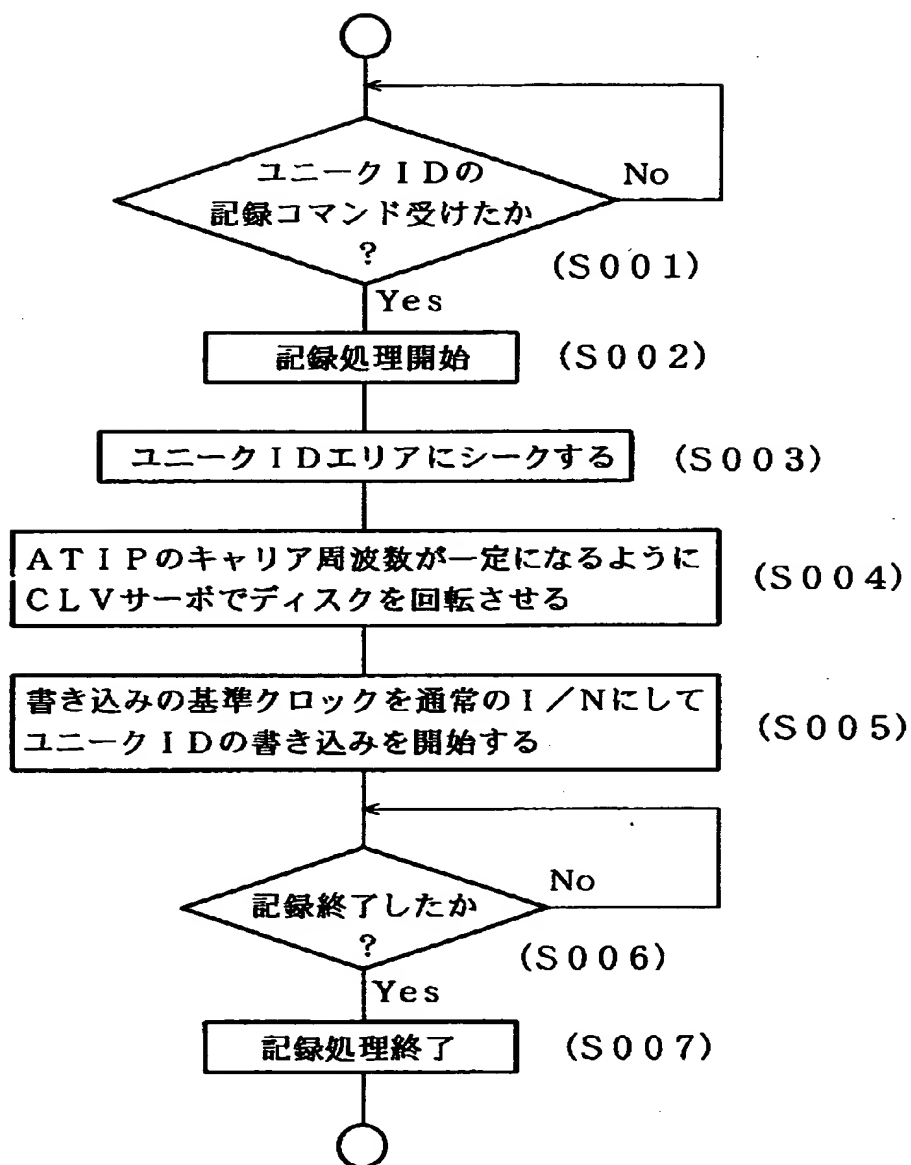 ユニークＩＤの
記録コマンド受けたか
？
No
(S001)
Yes
記録処理開始
(S002)
ユニークＩＤエリアにシークする
(S003)
ＡＴＩＰのキャリア周波数が一定になるように
ＣＬＶサーボでディスクを回転させる
(S004)
書き込みの基準クロックを通常のＩ／Ｎにして
ユニークＩＤの書き込みを開始する
(S005)
記録終了したか
？
No
(S006)
Yes
記録処理終了
(S007)